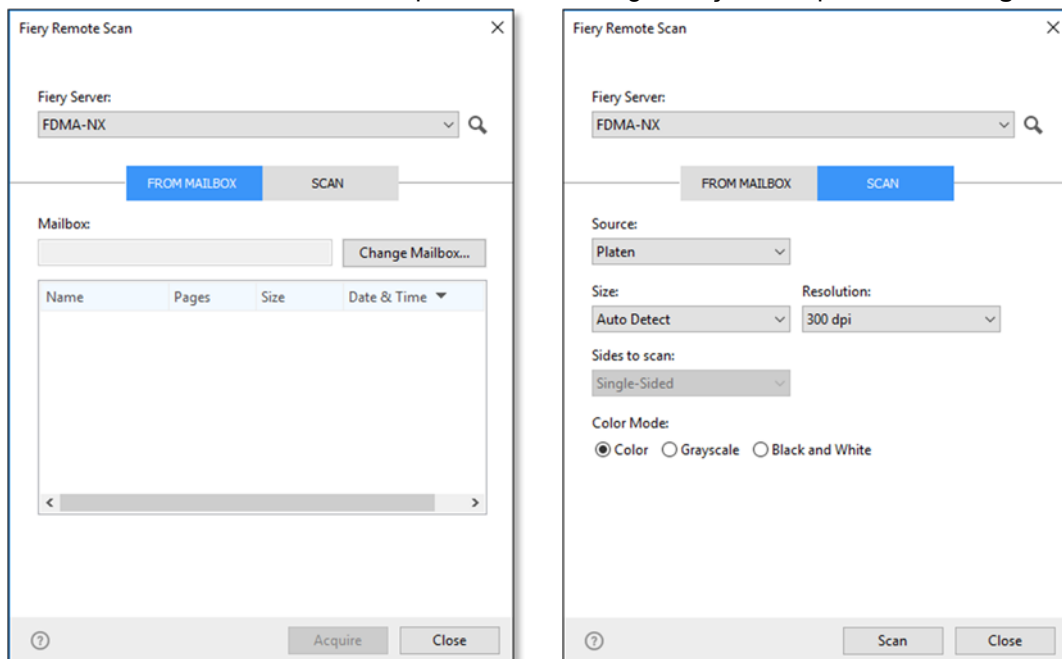 Fiery Remote Scan
Fiery Server:
FDMA-NX
FROM MAILBOX SCAN
Mailbox:
Change Mailbox...
Name Pages Size Date & Time
Acquire Close
Fiery Remote Scan
Fiery Server:
FDMA-NX
FROM MAILBOX SCAN
Source:
Platen
Size: Resolution:
Auto Detect 300 dpi
Sides to scan:
Single-Sided
Color Mode:
Color Grayscale Black and White
Scan Close